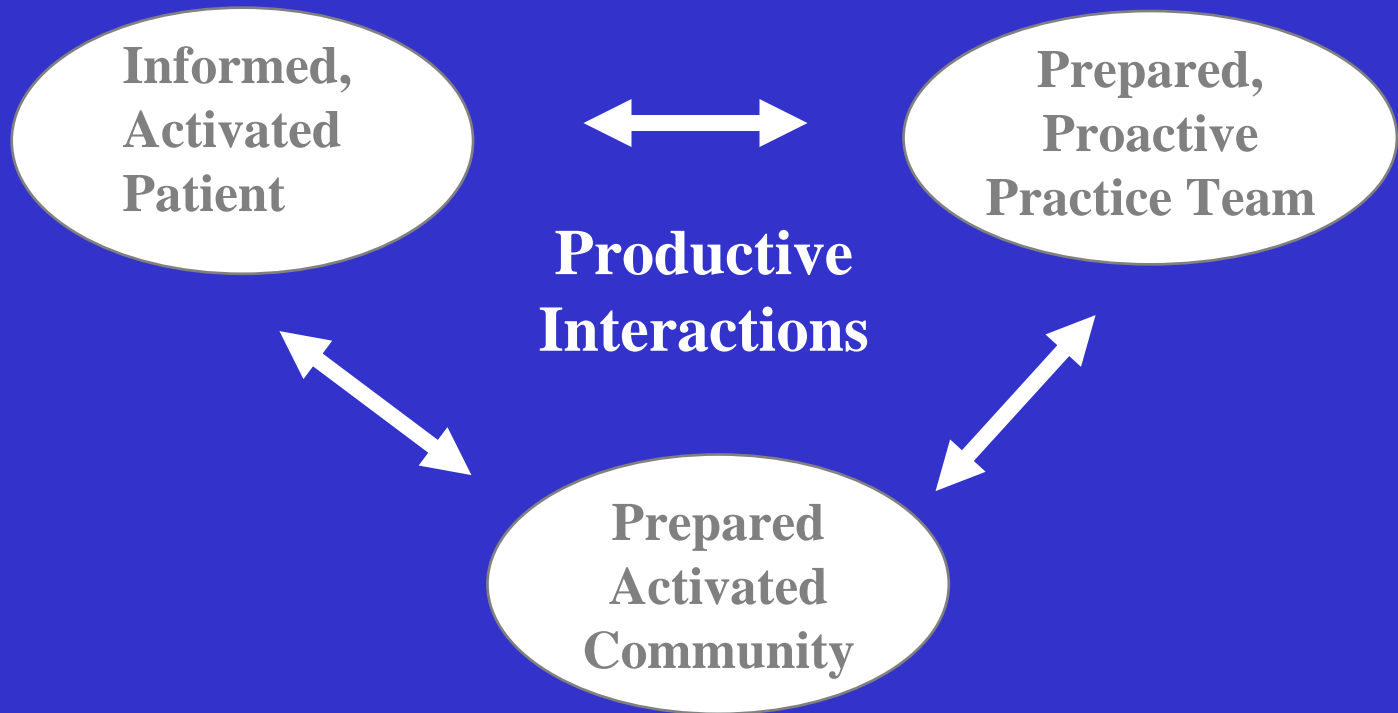 Informed,
Activated
Patient
Prepared,
Proactive
Practice Team
Productive
Interactions
Prepared
Activated
Community